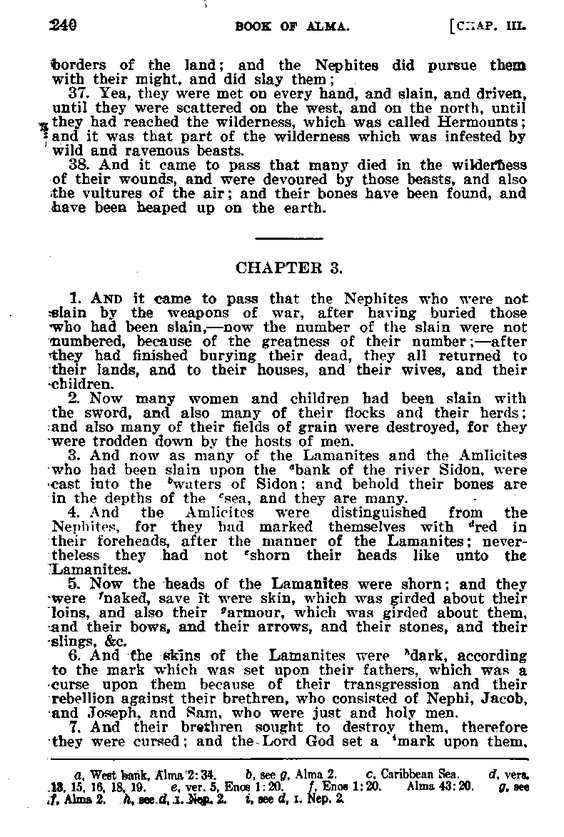 240 BOOK OF ALMA. [CHAP. III.
borders of the land; and the Nephites did pursue them
with their might, and did slay them;
37. Yea, they were met on every hand, and slain, and driven,
until they were scattered on the west, and on the north, until
they had reached the wilderness, which was called Hermounts;
and it was that part of the wilderness which was infested by
wild and ravenous beasts.
38. And it came to pass that many died in the wilderness
of their wounds, and were devoured by those beasts, and also
the vultures of the air; and their bones have been found, and
have been heaped up on the earth.
CHAPTER 3.
1. AND it came to pass that the Nephites who were not
slain by the weapons of war, after having buried those
who had been slain,—now the number of the slain were not
numbered, because of the greatness of their number;—after
they had finished burying their dead, they all returned to
their lands, and to their houses, and their wives, and their
children.
2. Now many women and children had been slain with
the sword, and also many of their flocks and their herds;
and also many of their fields of grain were destroyed, for they
were trodden down by the hosts of men.
3. And now as many of the Lamanites and the Amlicites
who had been slain upon the ᵃbank of the river Sidon, were
cast into the ᵇwaters of Sidon; and behold their bones are
in the depths of the ᶜsea, and they are many.
4. And the Amlicites were distinguished from the
Nephites, for they had marked themselves with ᵈred in
their foreheads, after the manner of the Lamanites; never-
theless they had not ᵉshorn their heads like unto the
Lamanites.
5. Now the heads of the Lamanites were shorn; and they
were ᶠnaked, save it were skin, which was girded about their
loins, and also their ᵍarmour, which was girded about them,
and their bows, and their arrows, and their stones, and their
slings, &c.
6. And the skins of the Lamanites were ʰdark, according
to the mark which was set upon their fathers, which was a
curse upon them because of their transgression and their
rebellion against their brethren, who consisted of Nephi, Jacob,
and Joseph, and Sam, who were just and holy men.
7. And their brethren sought to destroy them, therefore
they were cursed; and the Lord God set a ⁱmark upon them,
a, West bank, Alma 2:34. b, see g, Alma 2. c, Caribbean Sea. d, vers.
13, 15, 16, 18, 19. e, ver. 5, Enos 1:20. f, Enos 1:20. Alma 43:20. g, see
f, Alma 2. h, see d, 1. Nep. 2. i, see d, 1. Nep. 2.